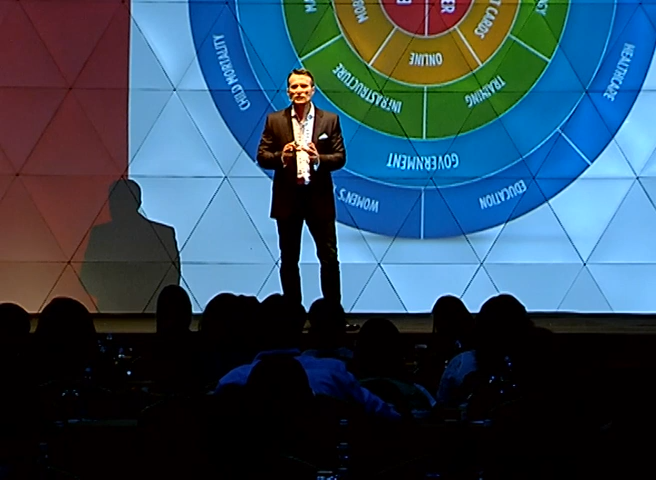 CHILD MORTALITY
HEALTHCARE
ONLINE
INFRASTRUCTURE
TRAINING
GOVERNMENT
WOMEN'S
EDUCATION